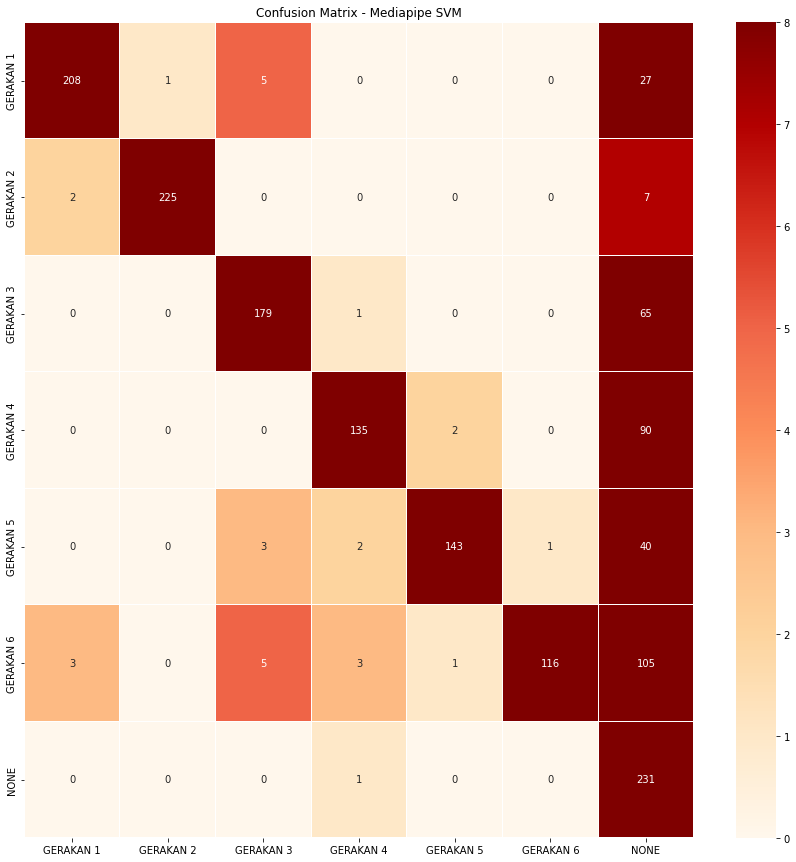 Confusion Matrix - Mediapipe SVM
GERAKAN 1 208 1 5 0 0 0 27
GERAKAN 2 2 225 0 0 0 0 7
GERAKAN 3 0 0 179 1 0 0 65
GERAKAN 4 0 0 0 135 2 0 90
GERAKAN 5 0 0 3 2 143 1 40
GERAKAN 6 3 0 5 3 1 116 105
NONE 0 0 0 1 0 0 231
GERAKAN 1 GERAKAN 2 GERAKAN 3 GERAKAN 4 GERAKAN 5 GERAKAN 6 NONE
8
7
6
5
4
3
2
1
0